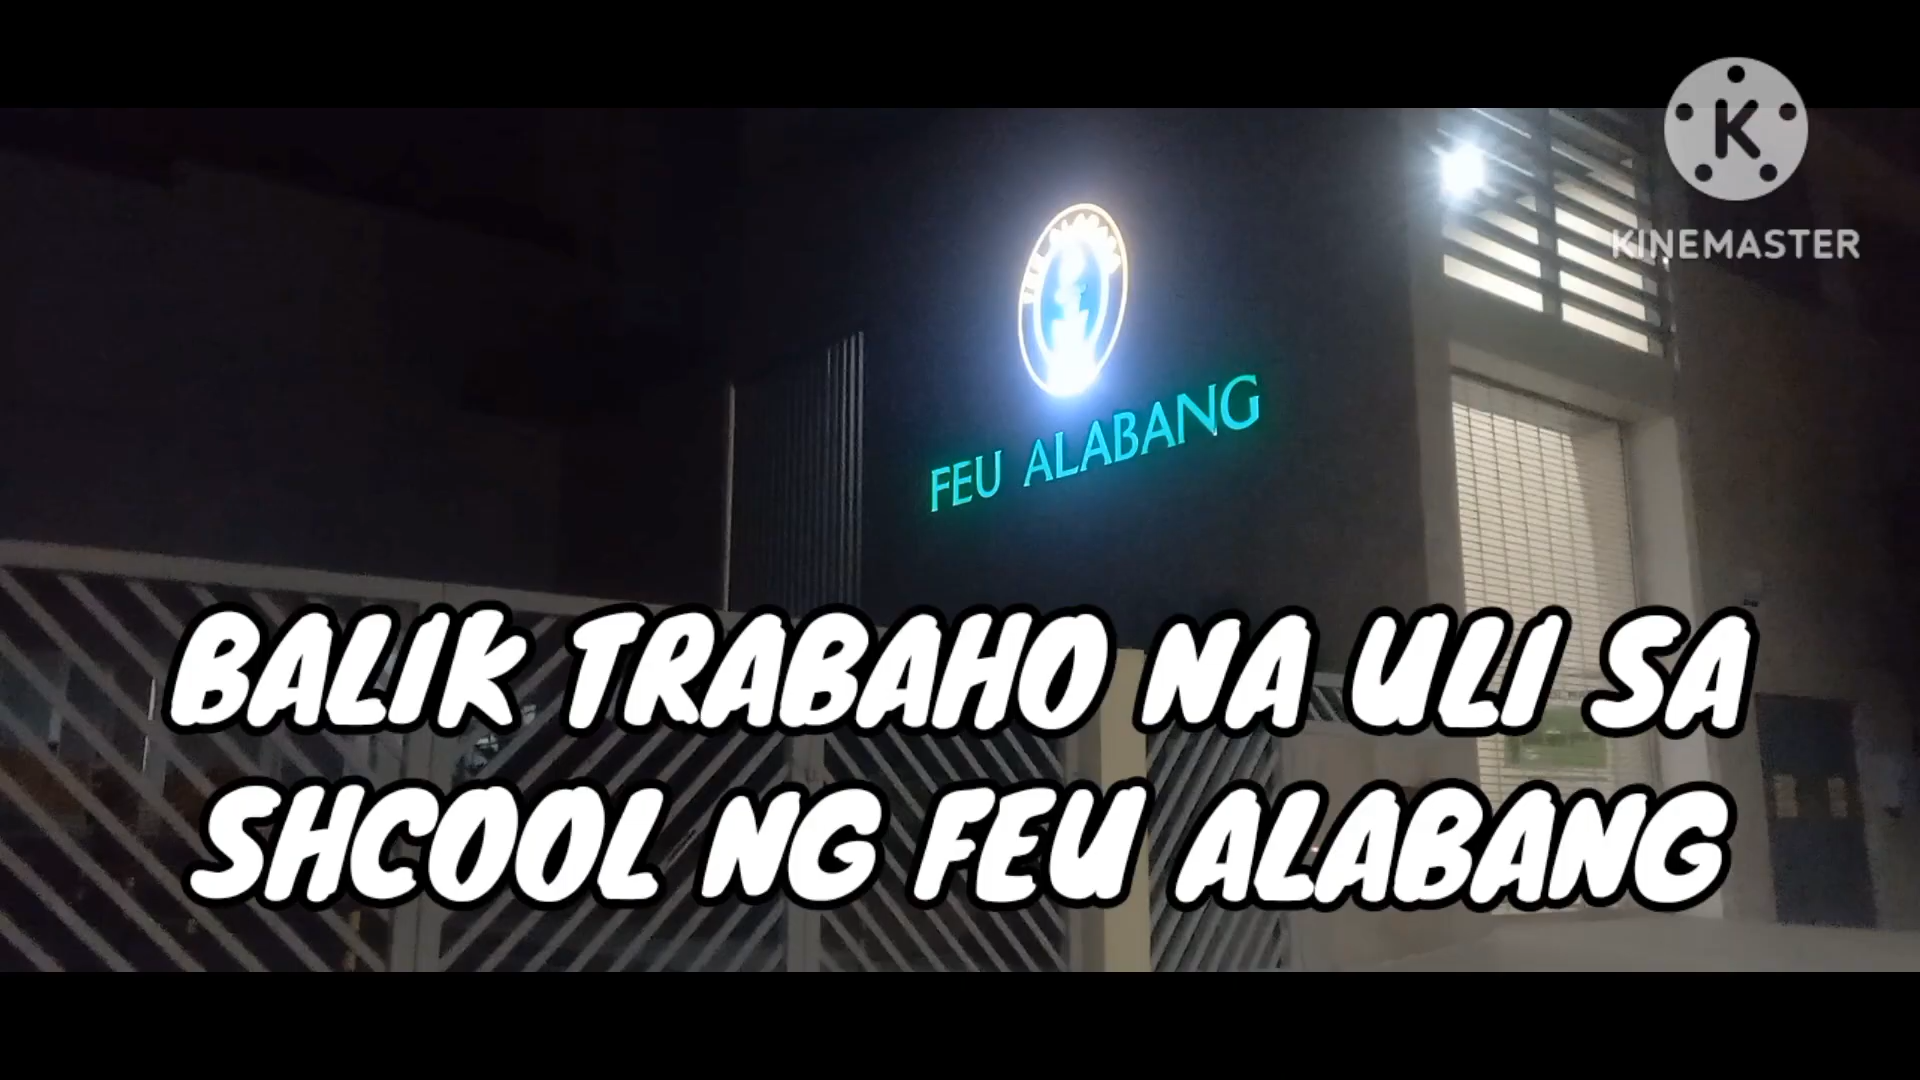 KINEMASTER
FEU ALABANG
BALIK TRABAHO NA ULI SA
SHCOOL NG FEU ALABANG